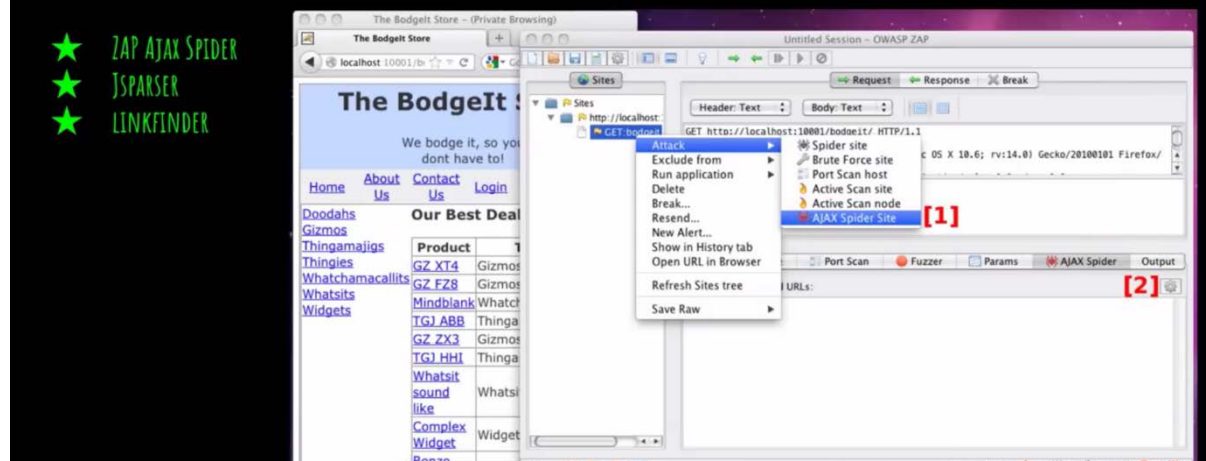 ZAP AJAX SPIDER
JSPARSER
LINKFINDER
The BodgeIt Store – (Private Browsing)
The BodgeIt Store
localhost:10001/b
The BodgeIt
We bodge it, so you
dont have to!
Home
About Us
Contact Us
Login
Doodahs
Gizmos
Thingamajigs
Thingies
Whatchamacallits
Whatsits
Widgets
Our Best Deal
Product
T
GZ XT4 Gizmos
GZ FZ8 Gizmos
Mindblank Whatch
TGJ ABB Thinga
GZ ZX3 Gizmos
TGJ HHI Thinga
Whatsit sound like Whatsi
Complex Widget Widget
Untitled Session – OWASP ZAP
Sites
Request
Response
Break
Sites
http://localhost:
GET:bodgeit
Header: Text
Body: Text
GET http://localhost:10001/bodgeit/ HTTP/1.1
c OS X 10.6; rv:14.0) Gecko/20100101 Firefox/
Attack
Exclude from
Run application
Delete
Break...
Resend...
New Alert...
Show in History tab
Open URL in Browser
Refresh Sites tree
Save Raw
Spider site
Brute Force site
Port Scan host
Active Scan site
Active Scan node
AJAX Spider Site
[1]
Port Scan
Fuzzer
Params
AJAX Spider
Output
URLs:
[2]